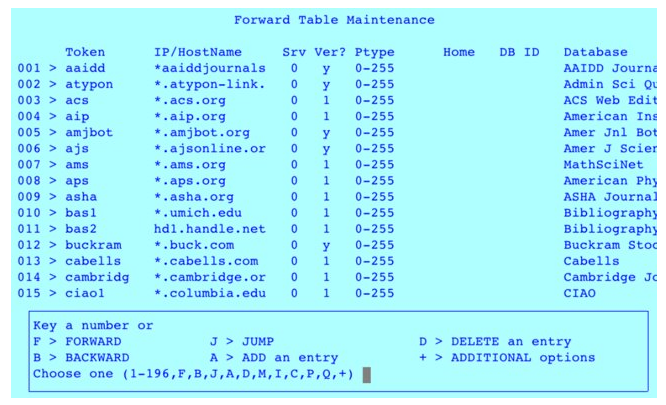 Forward Table Maintenance
Token IP/HostName Srv Ver? Ptype Home DB ID Database
001 > aaidd *aaiddjournals 0 y 0-255 AAIDD Journa
002 > atypon *.atypon-link. 0 y 0-255 Admin Sci Qu
003 > acs *.acs.org 0 1 0-255 ACS Web Edit
004 > aip *.aip.org 0 1 0-255 American Ins
005 > amjbot *.amjbot.org 0 y 0-255 Amer Jnl Bot
006 > ajs *.ajsonline.or 0 y 0-255 Amer J Scien
007 > ams *.ams.org 0 1 0-255 MathSciNet
008 > aps *.aps.org 0 1 0-255 American Phy
009 > asha *.asha.org 0 1 0-255 ASHA Journal
010 > bas1 *.umich.edu 0 1 0-255 Bibliography
011 > bas2 hdl.handle.net 0 1 0-255 Bibliography
012 > buckram *.buck.com 0 y 0-255 Buckram Stoc
013 > cabells *.cabells.com 0 1 0-255 Cabells
014 > cambridg *.cambridge.or 0 1 0-255 Cambridge Jo
015 > ciao1 *.columbia.edu 0 1 0-255 CIAO
Key a number or
F > FORWARD J > JUMP D > DELETE an entry
B > BACKWARD A > ADD an entry + > ADDITIONAL options
Choose one (1-196,F,B,J,A,D,M,I,C,P,Q,+)